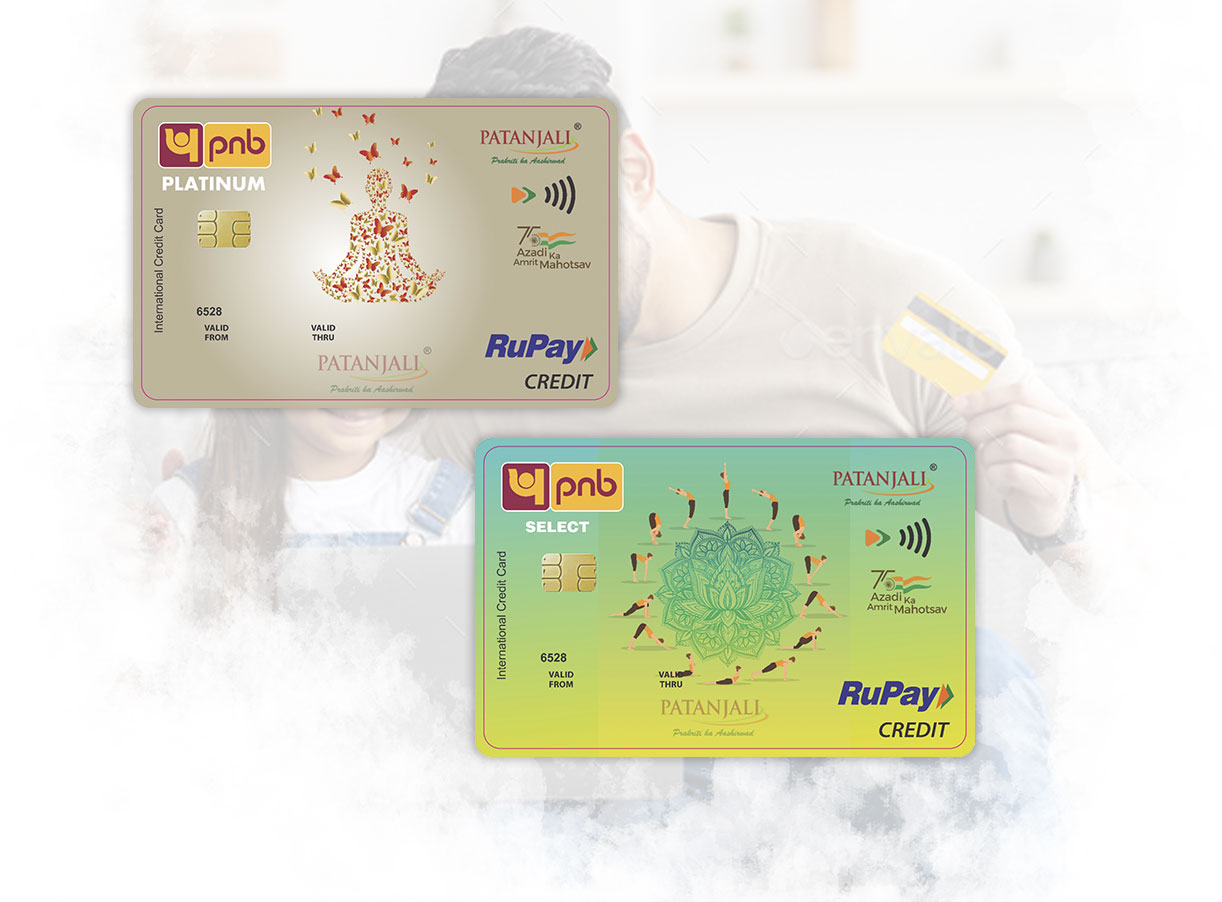 प pnb
PLATINUM
International Credit Card
6528
VALID
FROM
VALID
THRU
PATANJALI®
Prakriti ka Aashirwad
PATANJALI®
Prakriti ka Aashirwad
75
Azadi Ka
Amrit Mahotsav
RuPay
CREDIT
प pnb
SELECT
International Credit Card
6528
VALID
FROM
VALID
THRU
PATANJALI
Prakriti ka Aashirwad
PATANJALI®
Prakriti ka Aashirwad
75
Azadi Ka
Amrit Mahotsav
RuPay
CREDIT